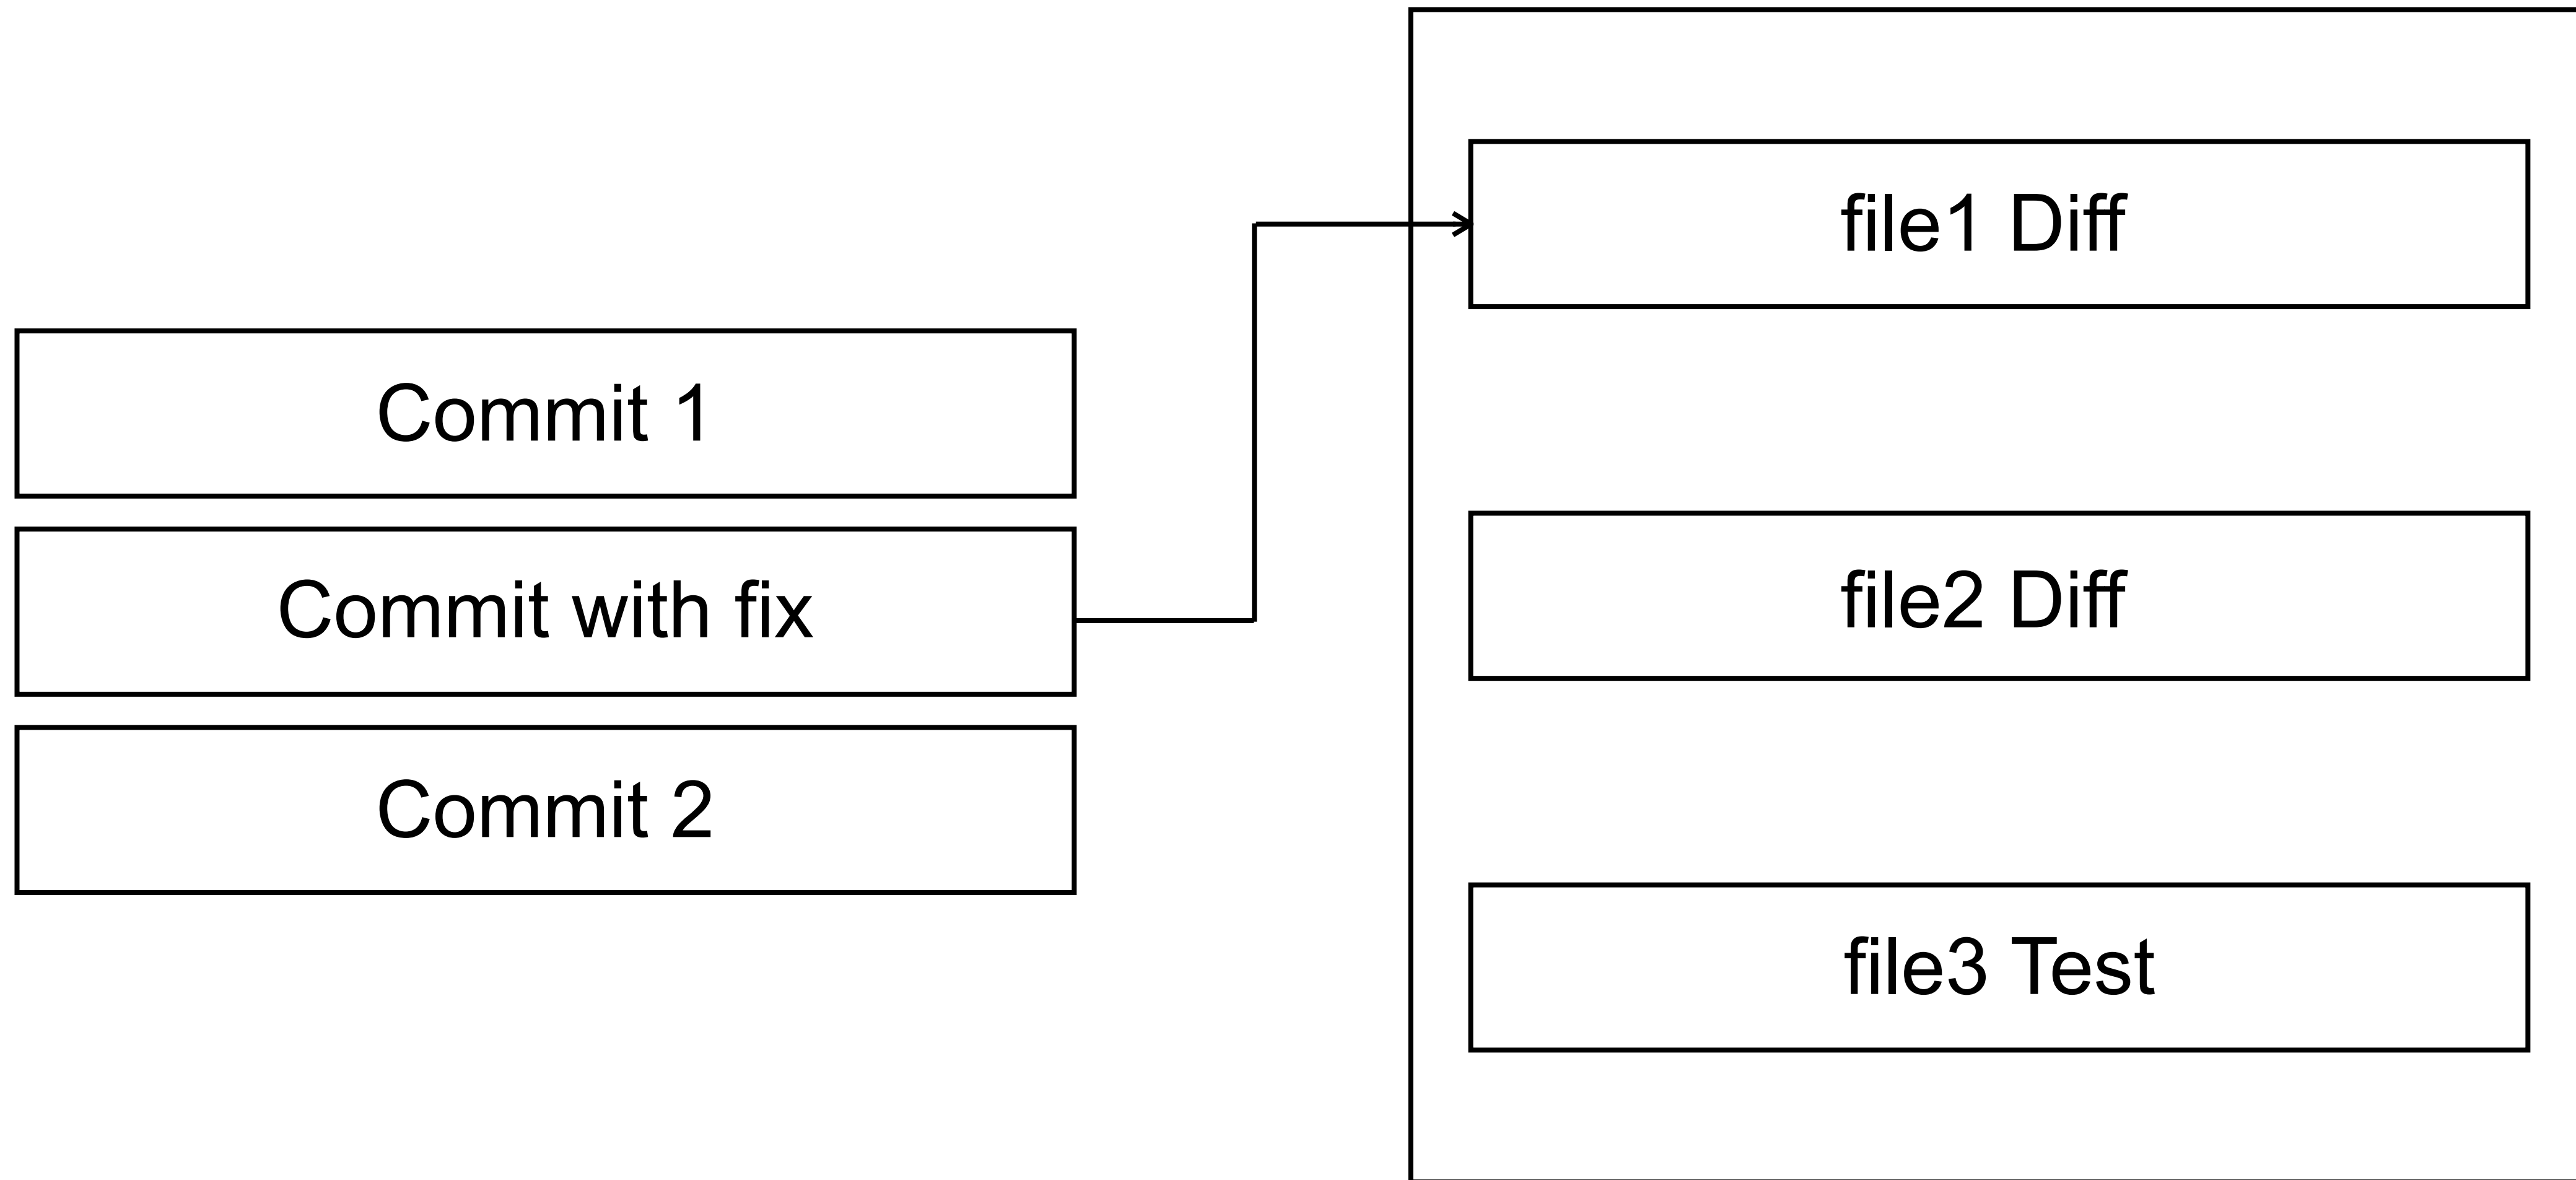 Commit 1
Commit with fix
Commit 2
file1 Diff
file2 Diff
file3 Test